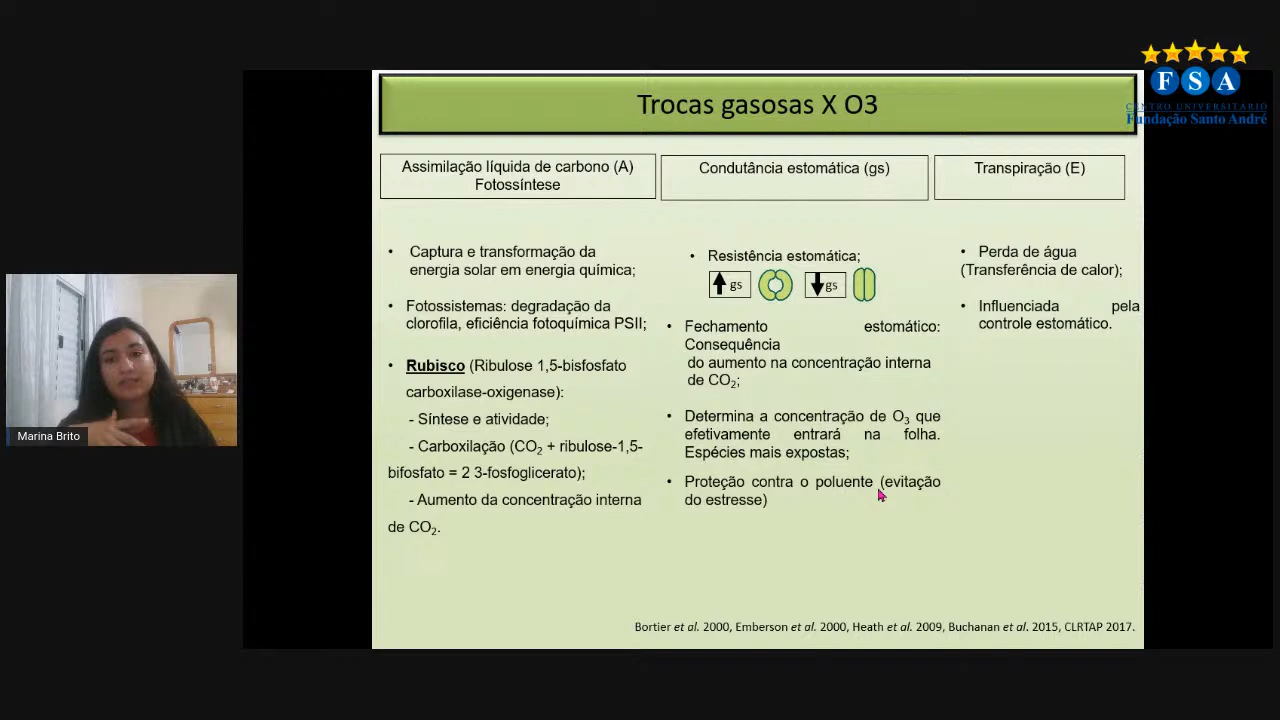 FSA
CENTRO UNIVERSITARIO
Fundação Santo André
Trocas gasosas X O3
Assimilação líquida de carbono (A)
Fotossíntese
Condutância estomática (gs)
Transpiração (E)
• Captura e transformação da
energia solar em energia química;
• Fotossistemas: degradação da
clorofila, eficiência fotoquímica PSII;
• Rubisco (Ribulose 1,5-bisfosfato
carboxilase-oxigenase):
- Síntese e atividade;
- Carboxilação (CO₂ + ribulose-1,5-
bifosfato = 2 3-fosfoglicerato);
- Aumento da concentração interna
de CO₂.
• Resistência estomática;
gs
gs
• Fechamento estomático:
Consequência
do aumento na concentração interna
de CO₂;
• Determina a concentração de O₃ que
efetivamente entrará na folha.
Espécies mais expostas;
• Proteção contra o poluente (evitação
do estresse)
• Perda de água
(Transferência de calor);
• Influenciada pela
controle estomático.
Bortier et al. 2000, Emberson et al. 2000, Heath et al. 2009, Buchanan et al. 2015, CLRTAP 2017.
Marina Brito